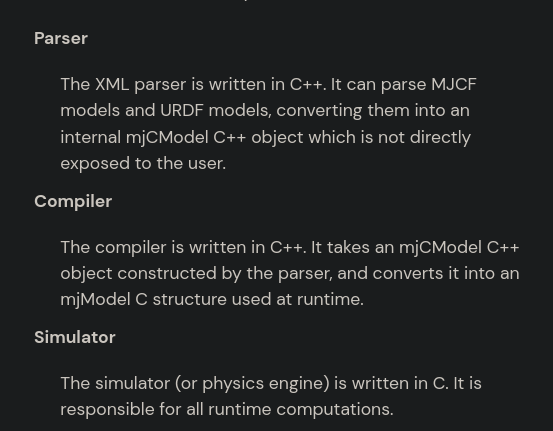 Parser
The XML parser is written in C++. It can parse MJCF
models and URDF models, converting them into an
internal mjCModel C++ object which is not directly
exposed to the user.
Compiler
The compiler is written in C++. It takes an mjCModel C++
object constructed by the parser, and converts it into an
mjModel C structure used at runtime.
Simulator
The simulator (or physics engine) is written in C. It is
responsible for all runtime computations.